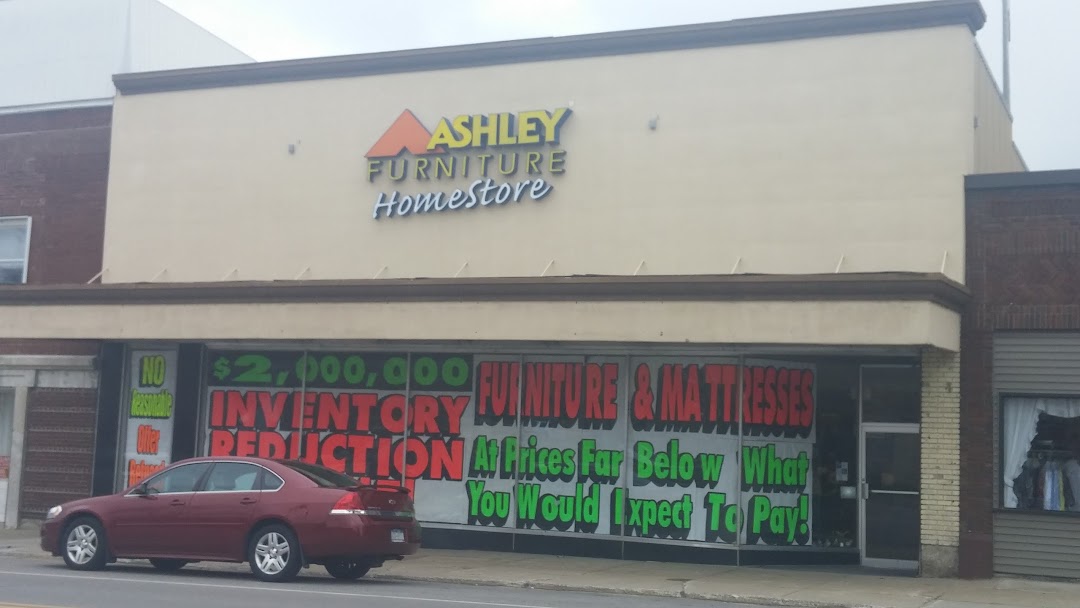 ASHLEY
FURNITURE
HomeStore
NO
Reasonable
Offer
$2,000,000
INVENTORY
REDUCTION
FURNITURE & MATTRESSES
At Prices Far Below What
You Would Expect To Pay!